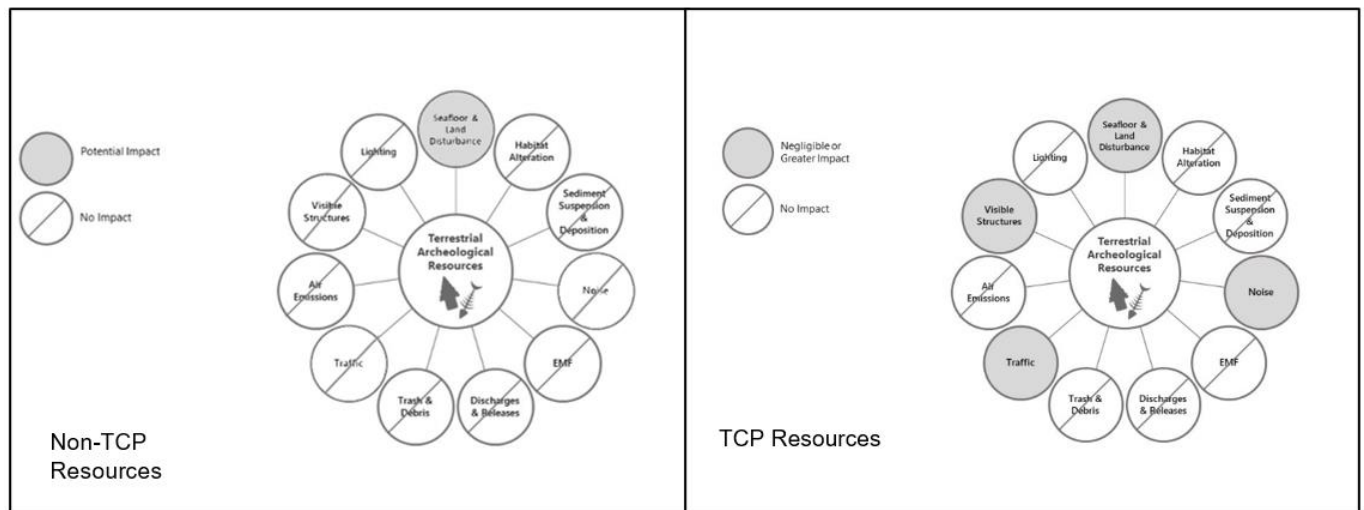 Potential Impact
No Impact
Seafloor &
Land
Disturbance
Habitat
Alteration
Sediment
Suspension
&
Deposition
Noise
EMF
Discharges
& Releases
Trash &
Debris
Traffic
Air
Emissions
Visible
Structures
Lighting
Terrestrial
Archeological
Resources
Non-TCP
Resources
Negligible or
Greater Impact
No Impact
Seafloor &
Land
Disturbance
Habitat
Alteration
Sediment
Suspension
&
Deposition
Noise
EMF
Discharges
& Releases
Trash &
Debris
Traffic
Air
Emissions
Visible
Structures
Lighting
Terrestrial
Archeological
Resources
TCP Resources